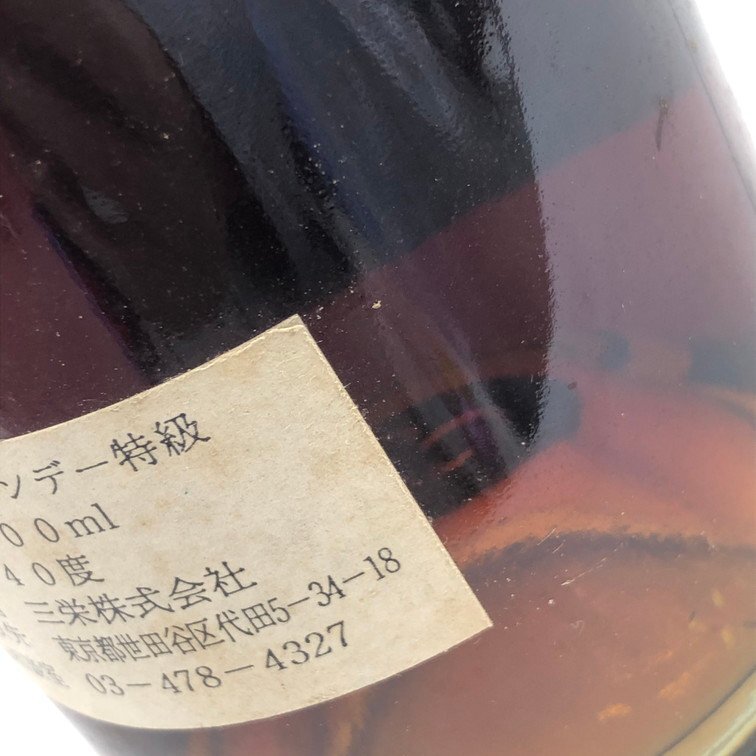 ンデー特級
00ml
40度
三栄株式会社
東京都世田谷区代田5-34-18
03-478-4327